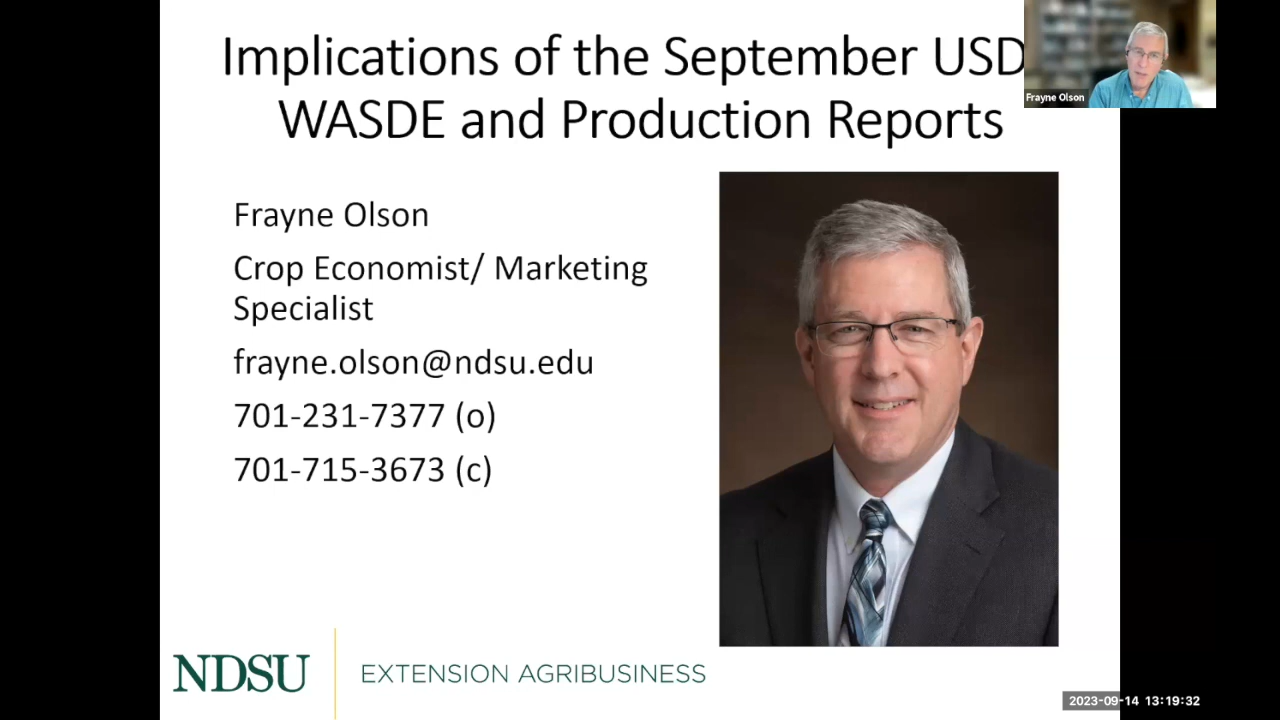 Implications of the September USD
WASDE and Production Reports
Frayne Olson
Frayne Olson
Crop Economist/ Marketing
Specialist
frayne.olson@ndsu.edu
701-231-7377 (o)
701-715-3673 (c)
NDSU
EXTENSION AGRIBUSINESS
2023-09-14 13:19:32